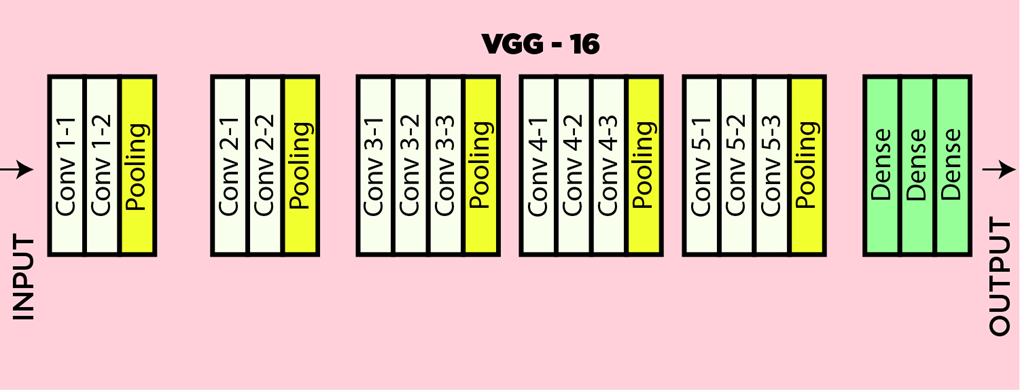 VGG - 16
INPUT
Conv 1-1
Conv 1-2
Pooling
Conv 2-1
Conv 2-2
Pooling
Conv 3-1
Conv 3-2
Conv 3-3
Pooling
Conv 4-1
Conv 4-2
Conv 4-3
Pooling
Conv 5-1
Conv 5-2
Conv 5-3
Pooling
Dense
Dense
Dense
OUTPUT